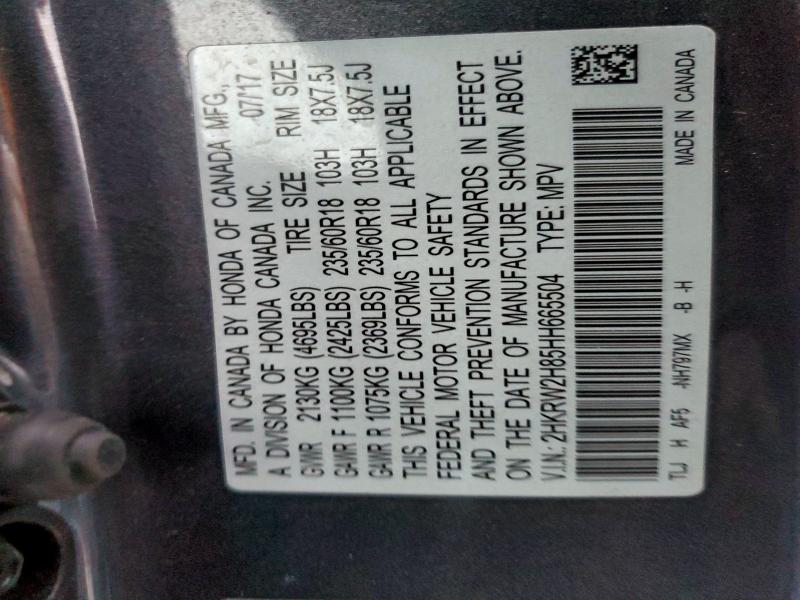 MFD. IN CANADA BY HONDA OF CANADA MFG.,
A DIVISION OF HONDA CANADA INC. 07/17
GVWR 2130KG (4695LBS) TIRE SIZE RIM SIZE
GAWR F 1100KG (2425LBS) 235/60R18 103H 18X7.5J
GAWR R 1075KG (2369LBS) 235/60R18 103H 18X7.5J
THIS VEHICLE CONFORMS TO ALL APPLICABLE
FEDERAL MOTOR VEHICLE SAFETY
AND THEFT PREVENTION STANDARDS IN EFFECT
ON THE DATE OF MANUFACTURE SHOWN ABOVE.
V.I.N.: 2HKRW2H85HH665504 TYPE: MPV
TLJ H AF5 -NH797MX -B -H MADE IN CANADA